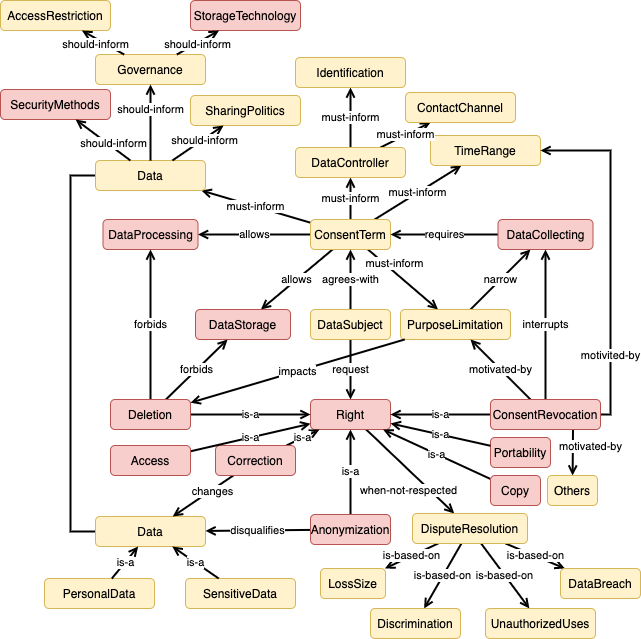 AccessRestriction
StorageTechnology
should-inform
should-inform
Governance
Identification
SecurityMethods
SharingPolitics
ContactChannel
should-inform
must-inform
should-inform
should-inform
must-inform
TimeRange
DataController
Data
must-inform
must-inform
must-inform
DataProcessing
allows
ConsentTerm
requires
DataCollecting
must-inform
allows
agrees-with
narrow
DataStorage
DataSubject
PurposeLimitation
forbids
interrupts
motivited-by
forbids
impacts
request
motivated-by
Deletion
is-a
Right
is-a
ConsentRevocation
is-a
is-a
is-a
motivated-by
Access
Correction
is-a
Portability
is-a
changes
when-not-respected
Copy
Others
Data
disqualifies
Anonymization
DisputeResolution
is-a
is-a
is-based-on
is-based-on
is-based-on
is-based-on
PersonalData
SensitiveData
LossSize
DataBreach
Discrimination
UnauthorizedUses